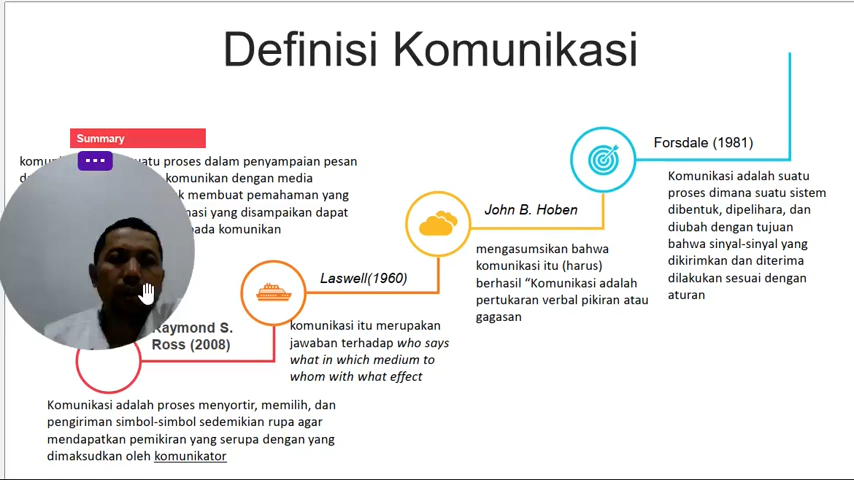 Definisi Komunikasi
Summary
uatu proses dalam penyampaian pesan
komunikan dengan media
membuat pemahaman yang
yang disampaikan dapat
komunikan
Forsdale (1981)
Komunikasi adalah suatu
proses dimana suatu sistem
dibentuk, dipelihara, dan
diubah dengan tujuan
bahwa sinyal-sinyal yang
dikirimkan dan diterima
dilakukan sesuai dengan
aturan
John B. Hoben
mengasumsikan bahwa
komunikasi itu (harus)
berhasil “Komunikasi adalah
pertukaran verbal pikiran atau
gagasan
Laswell(1960)
komunikasi itu merupakan
jawaban terhadap who says
what in which medium to
whom with what effect
Raymond S.
Ross (2008)
Komunikasi adalah proses menyortir, memilih, dan
pengiriman simbol-simbol sedemikian rupa agar
mendapatkan pemikiran yang serupa dengan yang
dimaksudkan oleh komunikator